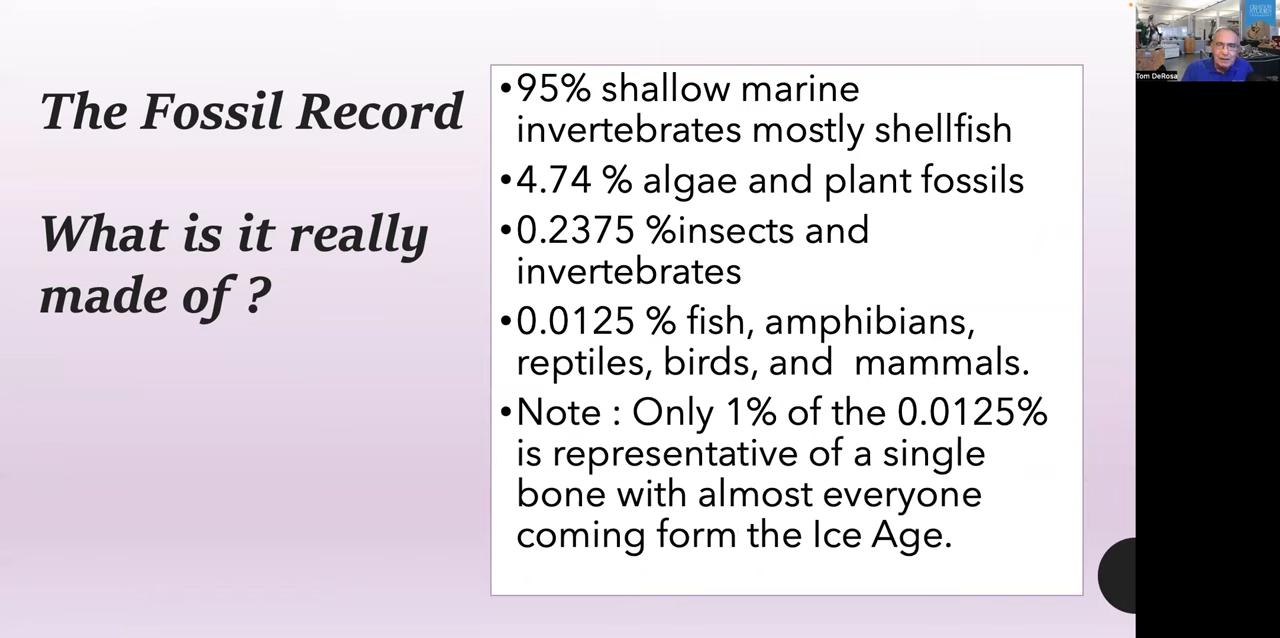 The Fossil Record
What is it really
made of ?
•95% shallow marine
invertebrates mostly shellfish
•4.74 % algae and plant fossils
•0.2375 %insects and
invertebrates
•0.0125 % fish, amphibians,
reptiles, birds, and  mammals.
•Note : Only 1% of the 0.0125%
is representative of a single
bone with almost everyone
coming form the Ice Age.
CREATION
STUDIES
Tom DeRosa